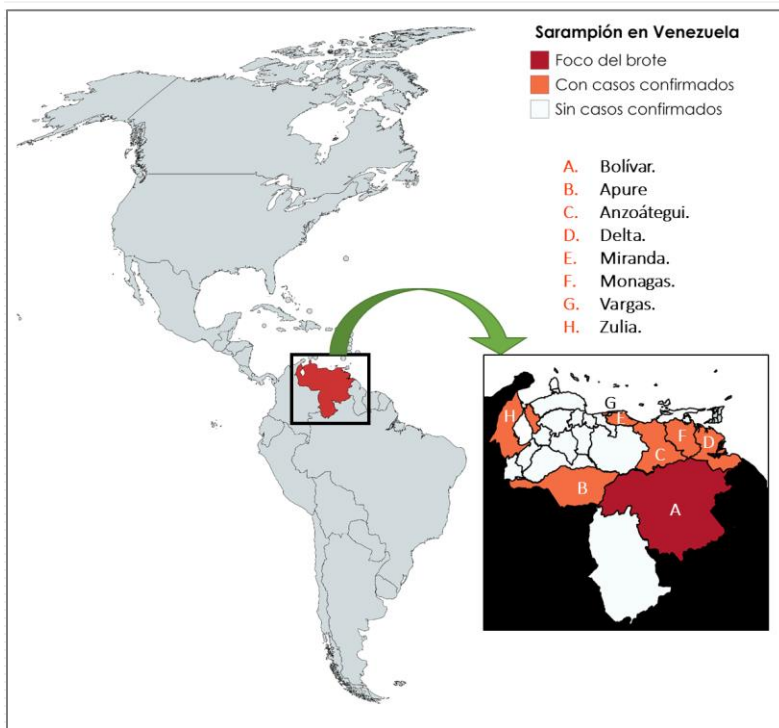 Sarampión en Venezuela
Foco del brote
Con casos confirmados
Sin casos confirmados
A. Bolívar.
B. Apure
C. Anzoátegui.
D. Delta.
E. Miranda.
F. Monagas.
G. Vargas.
H. Zulia.
G
H
E
F
D
C
B
A